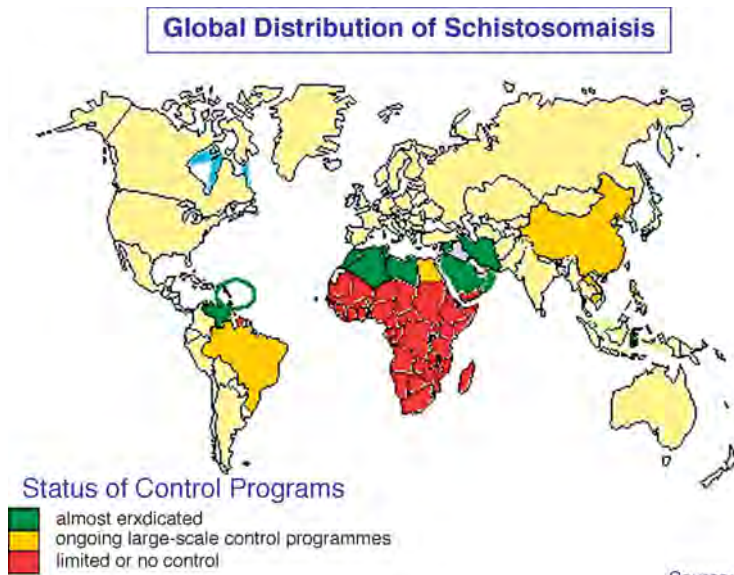 Global Distribution of Schistosomaisis
Status of Control Programs
almost erxdicated
ongoing large-scale control programmes
limited or no control